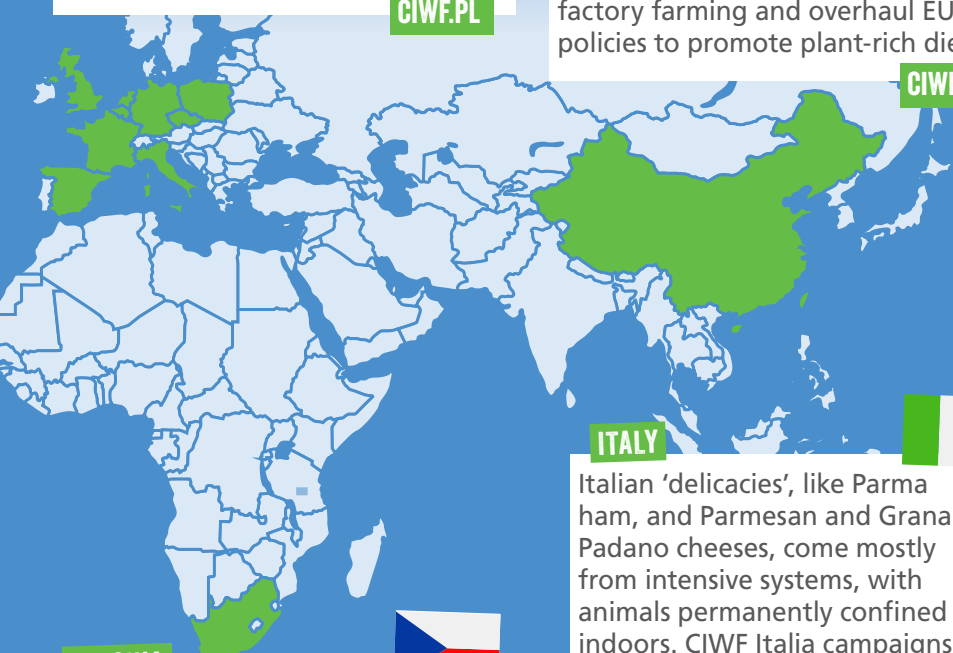 CIWF.PL
factory farming and overhaul EU
policies to promote plant-rich
ITALY
Italian ‘delicacies’, like Parma
ham, and Parmesan and Grana
Padano cheeses, come mostly
from intensive systems, with
animals permanently confined
indoors. CIWF Italia campaigns